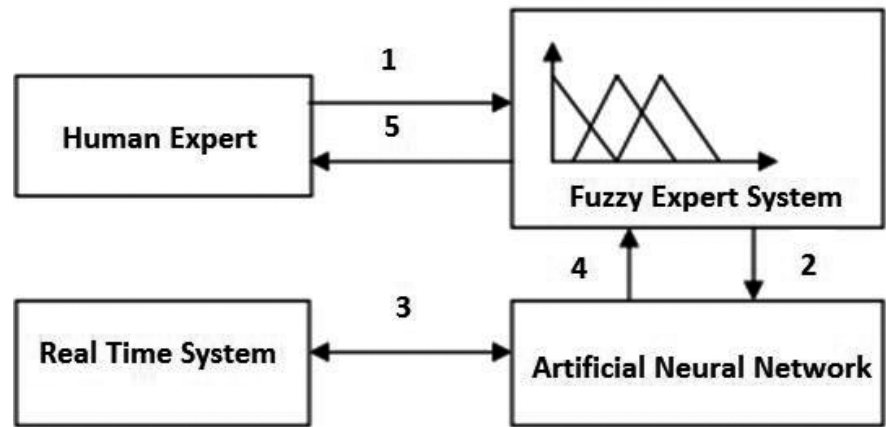 1
Human Expert
5
Fuzzy Expert System
4
2
3
Real Time System
Artificial Neural Network